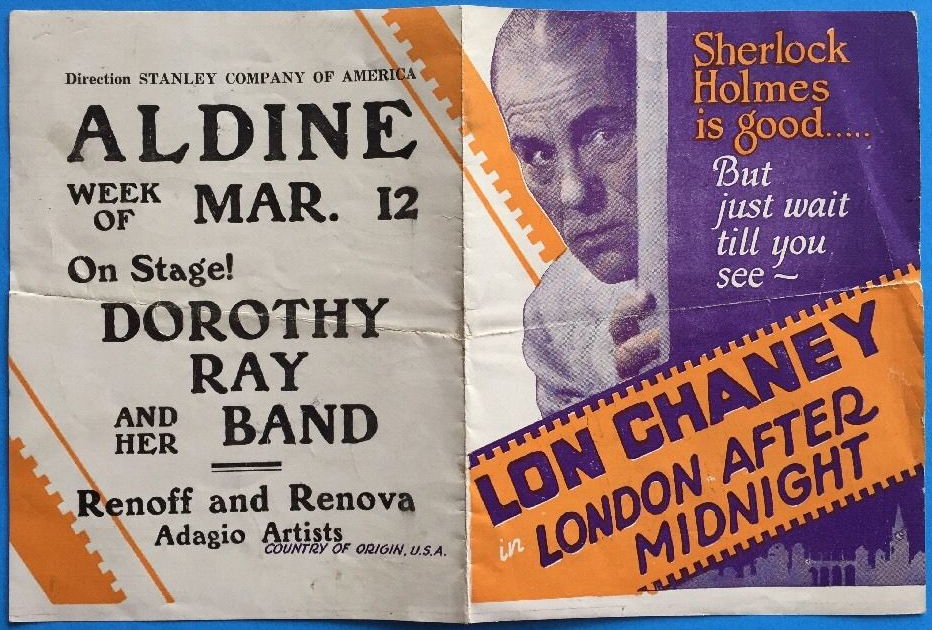 Direction STANLEY COMPANY OF AMERICA
ALDINE
WEEK OF MAR. 12
On Stage!
DOROTHY
RAY
AND HER BAND
Renoff and Renova
Adagio Artists
COUNTRY OF ORIGIN, U.S.A.
Sherlock
Holmes
is good.....
But
just wait
till you
see ~
LON CHANEY
in LONDON AFTER
MIDNIGHT